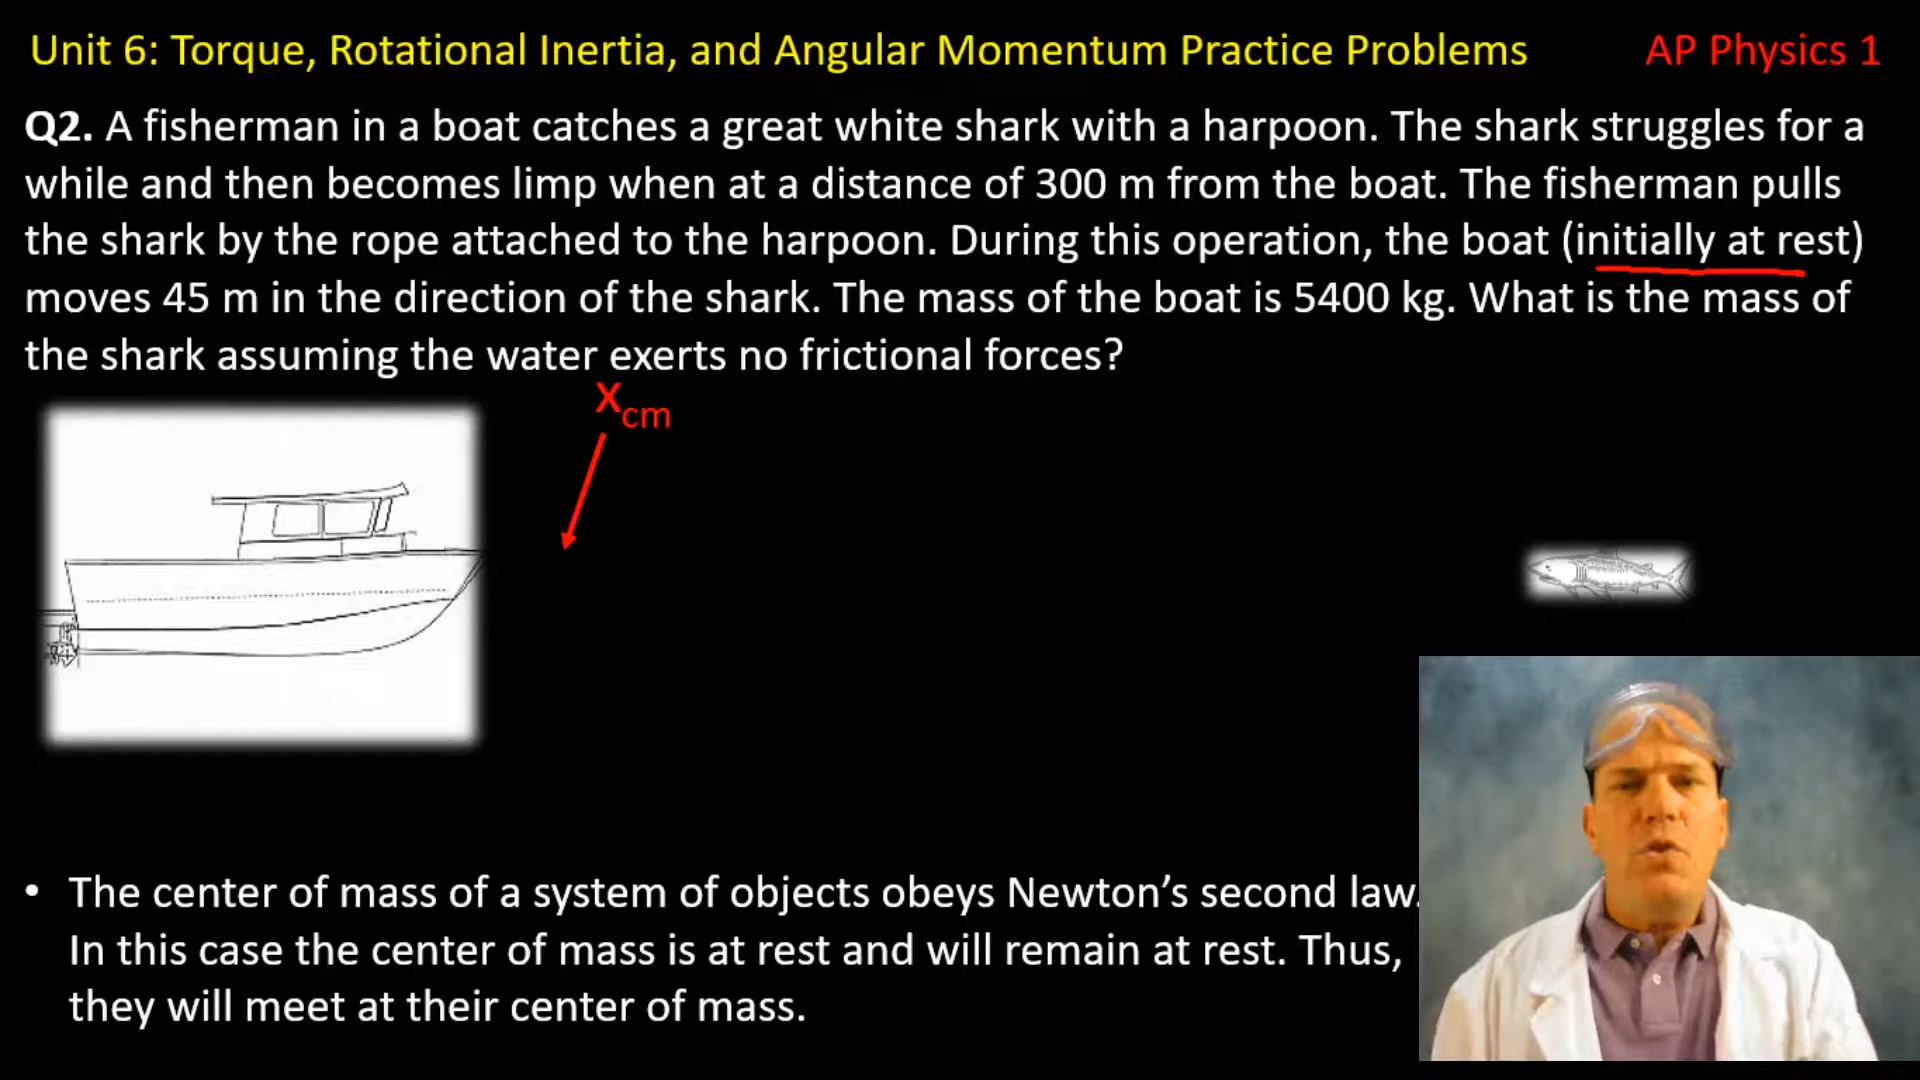 Unit 6: Torque, Rotational Inertia, and Angular Momentum Practice Problems AP Physics 1
Q2. A fisherman in a boat catches a great white shark with a harpoon. The shark struggles for a
while and then becomes limp when at a distance of 300 m from the boat. The fisherman pulls
the shark by the rope attached to the harpoon. During this operation, the boat (initially at rest)
moves 45 m in the direction of the shark. The mass of the boat is 5400 kg. What is the mass of
the shark assuming the water exerts no frictional forces?
xcm
• The center of mass of a system of objects obeys Newton’s second law.
In this case the center of mass is at rest and will remain at rest. Thus,
they will meet at their center of mass.